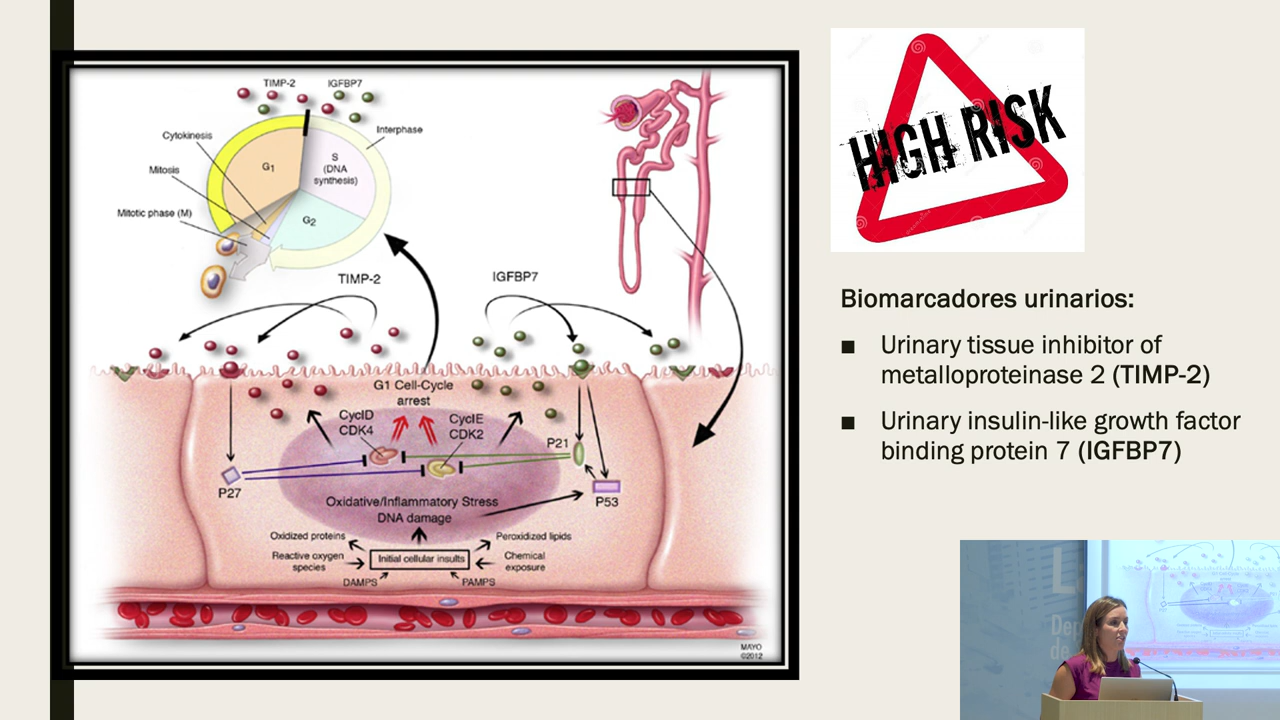 TIMP-2 IGFBP7
Cytokinesis
Interphase
Mitosis
G1
S
(DNA
synthesis)
G2
Mitotic phase (M)
TIMP-2
IGFBP7
G1 Cell-Cycle
arrest
CyclD
CDK4
CyclE
CDK2
P21
P27
P53
Oxidative/Inflammatory Stress
DNA damage
Oxidized proteins
Peroxidized lipids
Reactive oxygen
species
Initial cellular insults
Chemical
exposure
DAMPS
PAMPS
MAYO
©2012
HIGH RISK
Biomarcadores urinarios:
■ Urinary tissue inhibitor of
metalloproteinase 2 (TIMP-2)
■ Urinary insulin-like growth factor
binding protein 7 (IGFBP7)